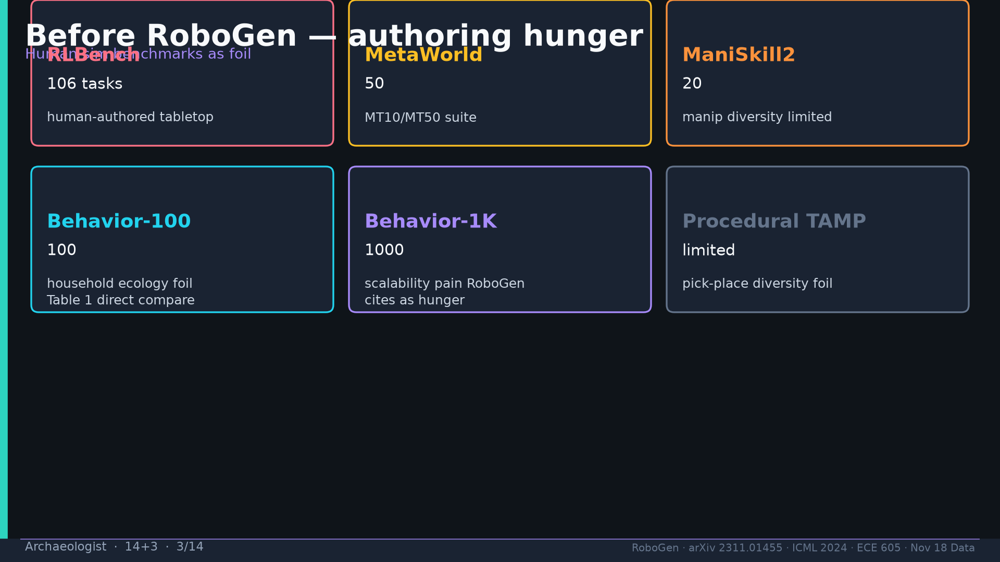 Before RoboGen — authoring hunger
Human sim benchmarks as foil
RLBench
106 tasks
human-authored tabletop
MetaWorld
50
MT10/MT50 suite
ManiSkill2
20
manip diversity limited
Behavior-100
100
household ecology foil
Table 1 direct compare
Behavior-1K
1000
scalability pain RoboGen
cites as hunger
Procedural TAMP
limited
pick-place diversity foil
Archaeologist · 14+3 · 3/14
RoboGen · arXiv 2311.01455 · ICML 2024 · ECE 605 · Nov 18 Data